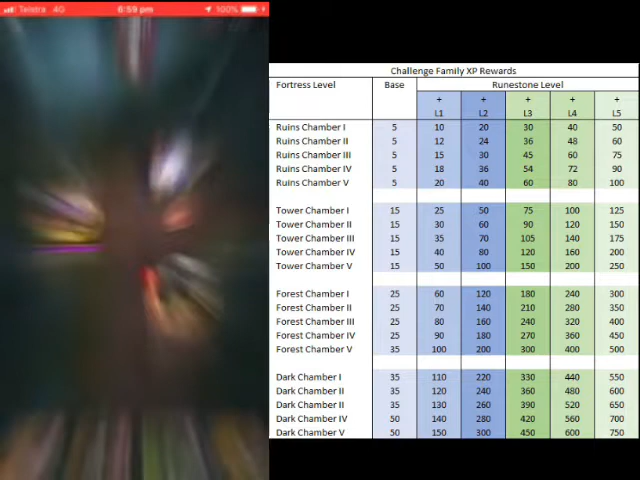 Telstra 4G 6:59 pm 100%
Challenge Family XP Rewards
Fortress Level Base Runestone Level
+ + + + +
L1 L2 L3 L4 L5
Ruins Chamber I 5 10 20 30 40 50
Ruins Chamber II 5 12 24 36 48 60
Ruins Chamber III 5 15 30 45 60 75
Ruins Chamber IV 5 18 36 54 72 90
Ruins Chamber V 5 20 40 60 80 100
Tower Chamber I 15 25 50 75 100 125
Tower Chamber II 15 30 60 90 120 150
Tower Chamber III 15 35 70 105 140 175
Tower Chamber IV 15 40 80 120 160 200
Tower Chamber V 15 50 100 150 200 250
Forest Chamber I 25 60 120 180 240 300
Forest Chamber II 25 70 140 210 280 350
Forest Chamber III 25 80 160 240 320 400
Forest Chamber IV 25 90 180 270 360 450
Forest Chamber V 35 100 200 300 400 500
Dark Chamber I 35 110 220 330 440 550
Dark Chamber II 35 120 240 360 480 600
Dark Chamber II 35 130 260 390 520 650
Dark Chamber IV 50 140 280 420 560 700
Dark Chamber V 50 150 300 450 600 750